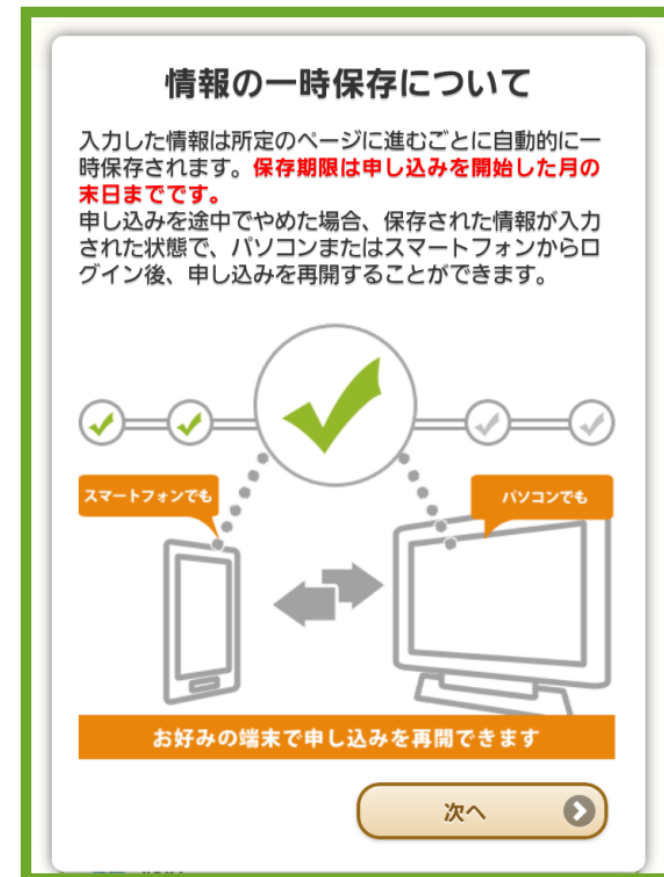 情報の一時保存について
入力した情報は所定のページに進むごとに自動的に一
時保存されます。保存期限は申し込みを開始した月の
末日までです。
申し込みを途中でやめた場合、保存された情報が入力
された状態で、パソコンまたはスマートフォンからロ
グイン後、申し込みを再開することができます。
スマートフォンでも
パソコンでも
お好みの端末で申し込みを再開できます
次へ